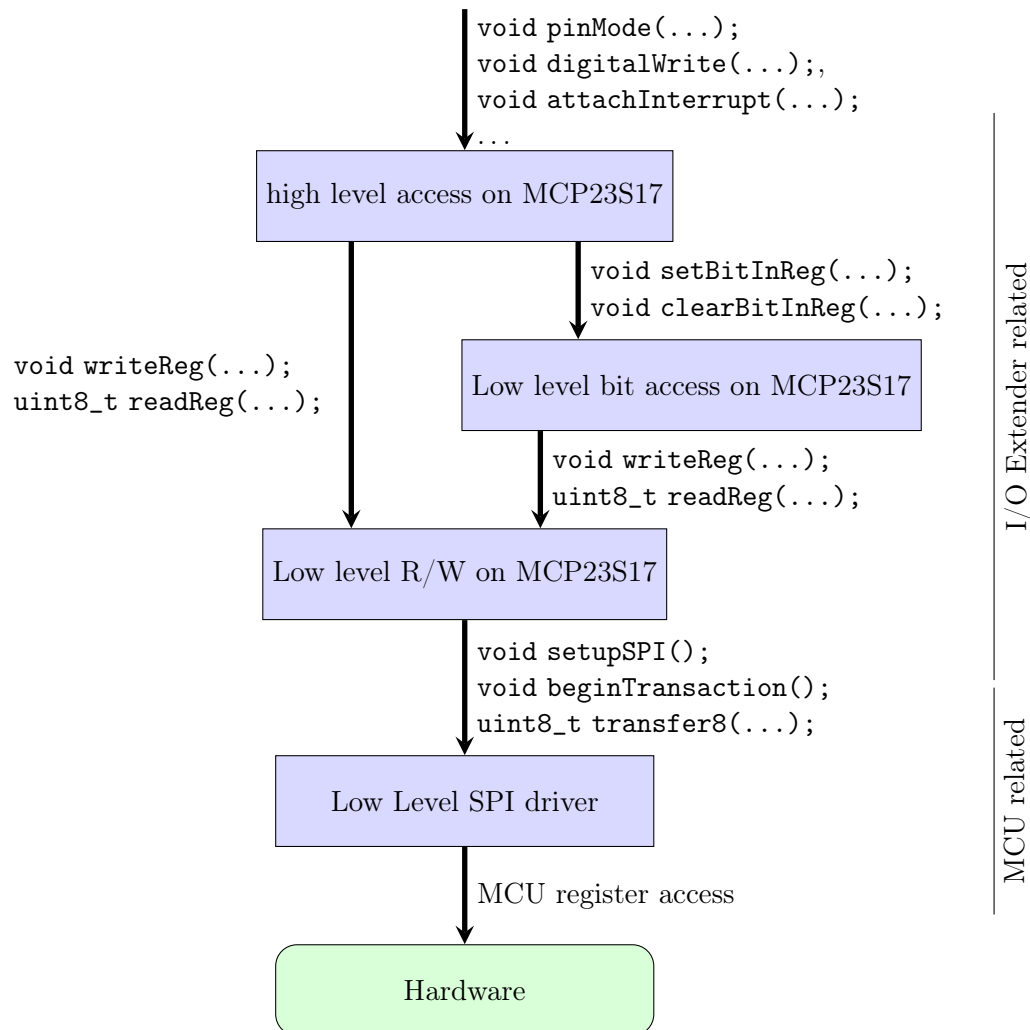 void pinMode(...);
void digitalWrite(...);,
void attachInterrupt(...);
...
high level access on MCP23S17
void setBitInReg(...);
void clearBitInReg(...);
void writeReg(...);
uint8_t readReg(...);
Low level bit access on MCP23S17
void writeReg(...);
uint8_t readReg(...);
Low level R/W on MCP23S17
I/O Extender related
void setupSPI();
void beginTransaction();
uint8_t transfer8(...);
Low Level SPI driver
MCU related
MCU register access
Hardware